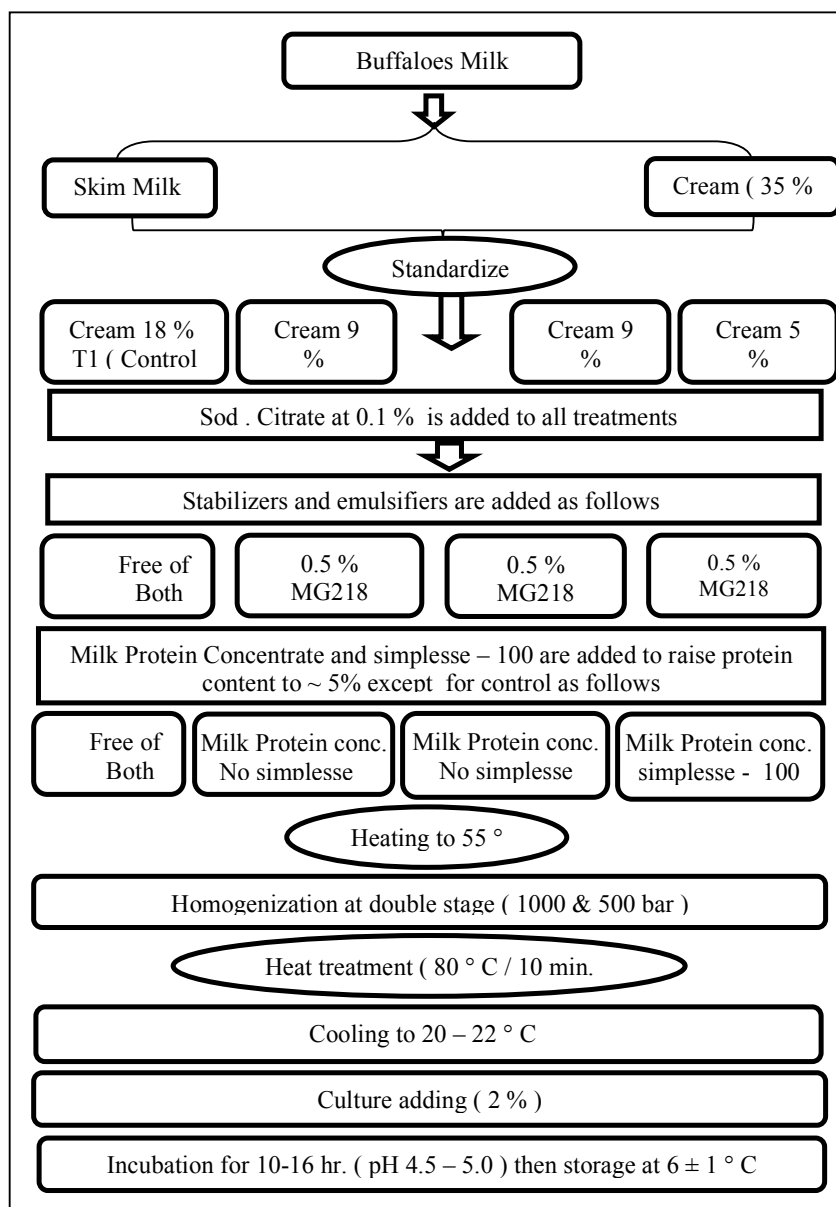 Buffaloes Milk
Skim Milk
Cream ( 35 %
Standardize
Cream 18 %
T1 ( Control
Cream 9
%
Cream 9
%
Cream 5
%
Sod . Citrate at 0.1 % is added to all treatments
Stabilizers and emulsifiers are added as follows
Free of
Both
0.5 %
MG218
0.5 %
MG218
0.5 %
MG218
Milk Protein Concentrate and simplesse – 100 are added to raise protein
content to ~ 5% except for control as follows
Free of
Both
Milk Protein conc.
No simplesse
Milk Protein conc.
No simplesse
Milk Protein conc.
simplesse - 100
Heating to 55 °
Homogenization at double stage ( 1000 & 500 bar )
Heat treatment ( 80 ° C / 10 min.
Cooling to 20 – 22 ° C
Culture adding ( 2 % )
Incubation for 10-16 hr. ( pH 4.5 – 5.0 ) then storage at 6 ± 1 ° C